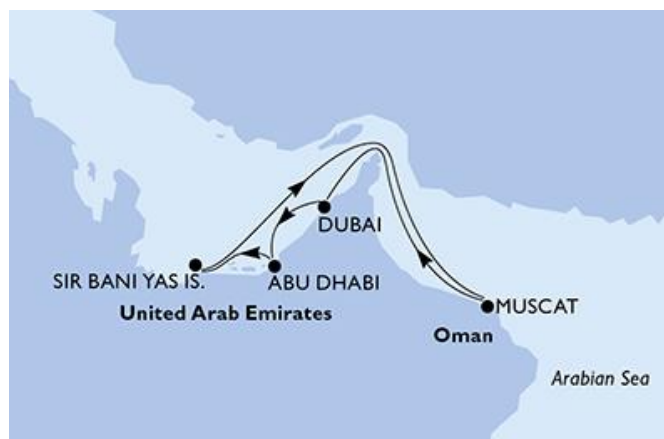 DUBAI
SIR BANI YAS IS.
ABU DHABI
United Arab Emirates
MUSCAT
Oman
Arabian Sea